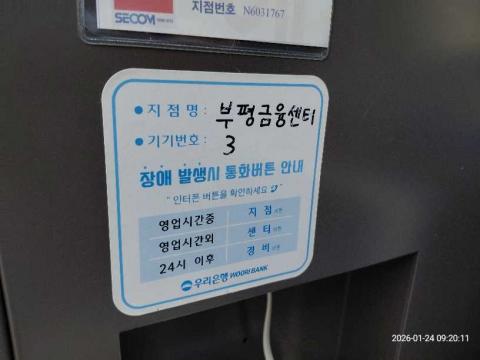 SECOM
지점번호 N6031767
• 지점명 : 부평금융센터
• 기기번호 : 3
장애 발생시 통화버튼 안내
"인터폰 버튼을 확인하세요"
영업시간중 지점
영업시간외 센터
24시 이후 경비
우리은행 WOORI BANK
2026-01-24 09:20:11